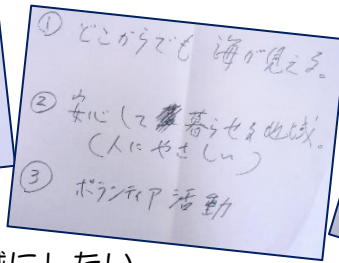 ① どこからでも 海が見える。
② 安心して 暮らせる地域。
(人にやさしい)
③ ボランティア活動
にしたい